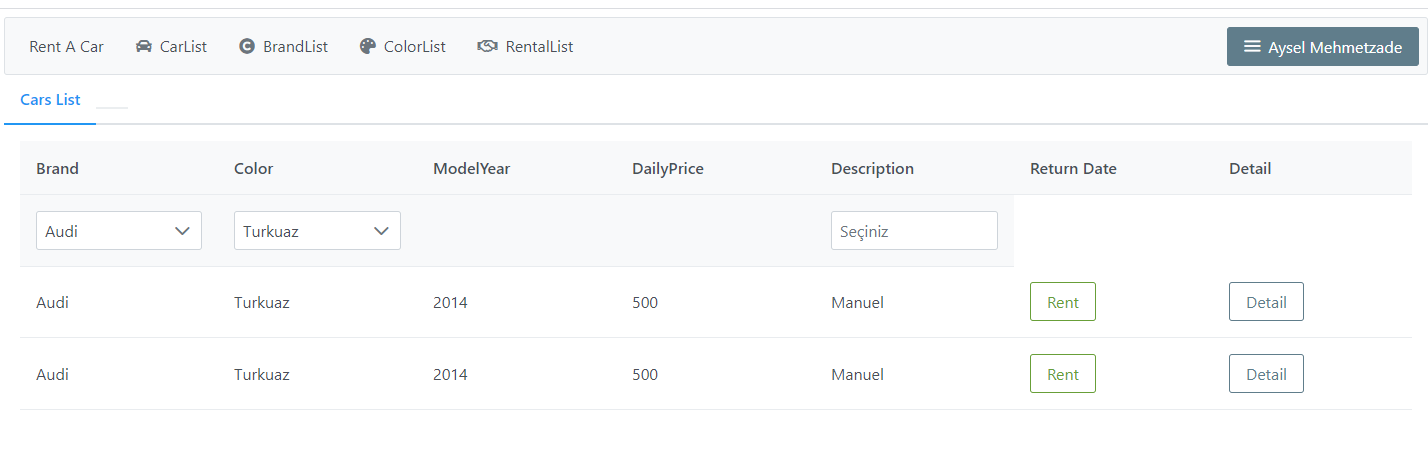 Rent A Car CarList BrandList ColorList RentalList Aysel Mehmetzade
Cars List
Brand Color ModelYear DailyPrice Description Return Date Detail
Audi Turkuaz Seçiniz
Audi Turkuaz 2014 500 Manuel Rent Detail
Audi Turkuaz 2014 500 Manuel Rent Detail